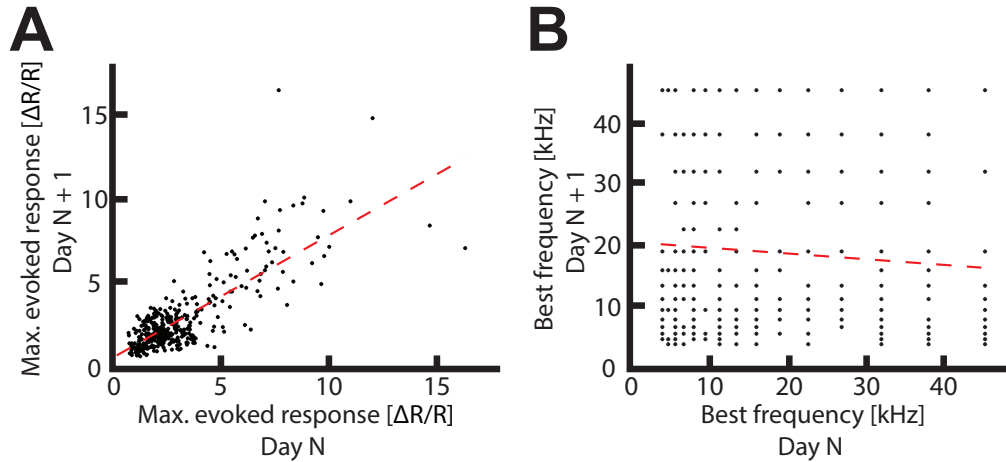 A
Max. evoked response [ΔR/R]
Day N + 1
15
10
5
0
0
5
10
15
Max. evoked response [ΔR/R]
Day N
B
Best frequency [kHz]
Day N + 1
40
30
20
10
0
0
10
20
30
40
Best frequency [kHz]
Day N